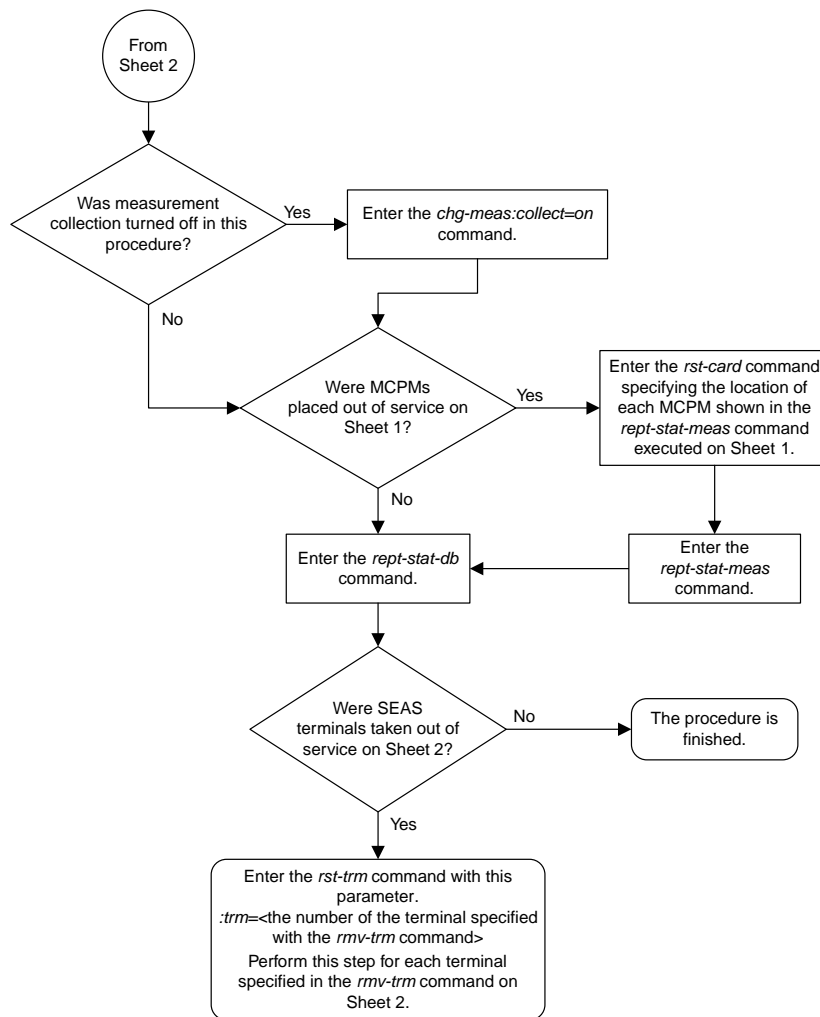 From
Sheet 2
Was measurement
collection turned off in this
procedure?
Yes
Enter the chg-meas:collect=on
command.
No
Were MCPMs
placed out of service on
Sheet 1?
Yes
Enter the rst-card command
specifying the location of
each MCPM shown in the
rept-stat-meas command
executed on Sheet 1.
No
Enter the rept-stat-db
command.
Enter the
rept-stat-meas
command.
Were SEAS
terminals taken out of
service on Sheet 2?
No
The procedure is
finished.
Yes
Enter the rst-trm command with this
parameter.
:trm=<the number of the terminal specified
with the rmv-trm command>
Perform this step for each terminal
specified in the rmv-trm command on
Sheet 2.